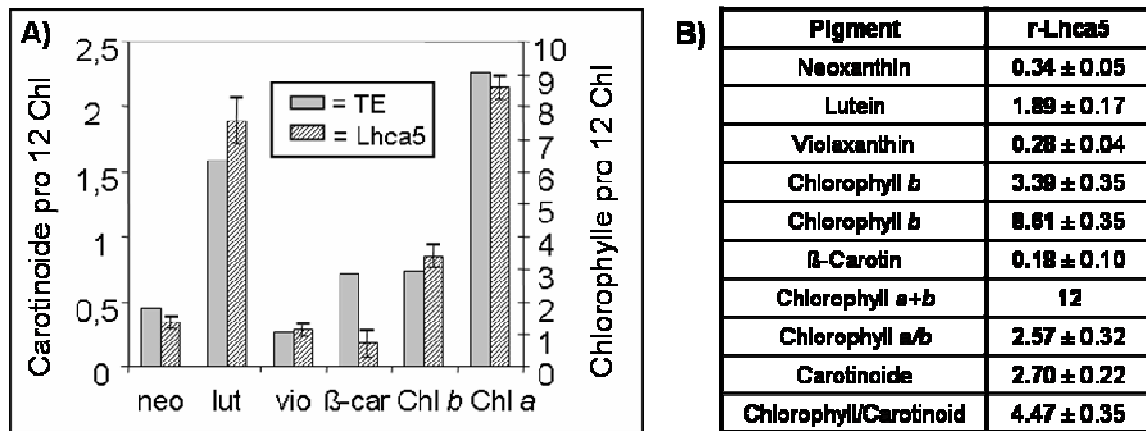 A)
2,5
2
1,5
1
0,5
0
Carotinoide pro 12 Chl
= TE
= Lhca5
10
9
8
7
6
5
4
3
2
1
0
Chlorophylle pro 12 Chl
neo lut vio ß-car Chl b Chl a
B)
Pigment r-Lhca5
Neoxanthin 0.34 ± 0.05
Lutein 1.89 ± 0.17
Violaxanthin 0.28 ± 0.04
Chlorophyll b 3.39 ± 0.35
Chlorophyll b 8.61 ± 0.35
ß-Carotin 0.18 ± 0.10
Chlorophyll a+b 12
Chlorophyll a/b 2.57 ± 0.32
Carotinoide 2.70 ± 0.22
Chlorophyll/Carotinoid 4.47 ± 0.35